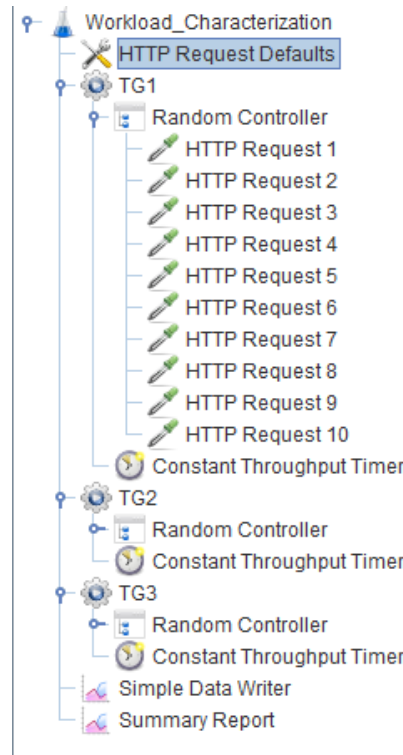 Workload_Characterization
HTTP Request Defaults
TG1
Random Controller
HTTP Request 1
HTTP Request 2
HTTP Request 3
HTTP Request 4
HTTP Request 5
HTTP Request 6
HTTP Request 7
HTTP Request 8
HTTP Request 9
HTTP Request 10
Constant Throughput Timer
TG2
Random Controller
Constant Throughput Timer
TG3
Random Controller
Constant Throughput Timer
Simple Data Writer
Summary Report